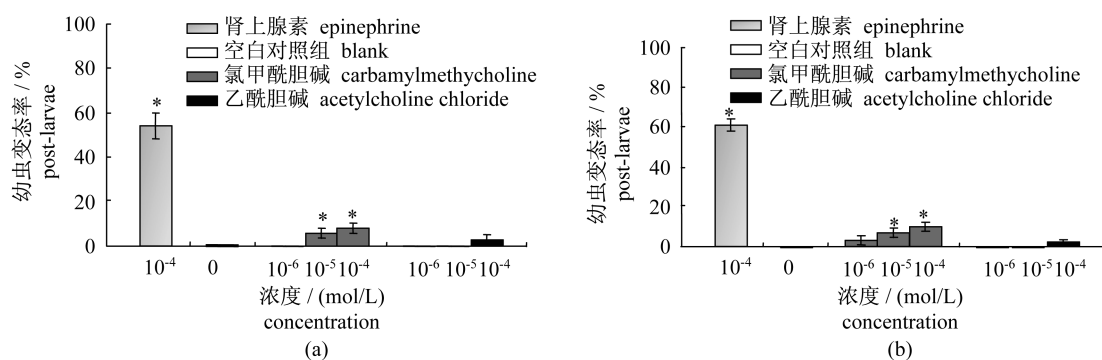 100
80
60
40
20
0
幼虫变态率 / %
post-larvae
肾上腺素 epinephrine
空白对照组 blank
氯甲酰胆碱 carbamylmethycholine
乙酰胆碱 acetylcholine chloride
*
*
*
10⁻⁴ 0 10⁻⁶ 10⁻⁵ 10⁻⁴ 10⁻⁶ 10⁻⁵ 10⁻⁴
浓度 / (mol/L)
concentration
(a)
100
80
60
40
20
0
幼虫变态率 / %
post-larvae
肾上腺素 epinephrine
空白对照组 blank
氯甲酰胆碱 carbamylmethycholine
乙酰胆碱 acetylcholine chloride
*
*
*
10⁻⁴ 0 10⁻⁶ 10⁻⁵ 10⁻⁴ 10⁻⁶ 10⁻⁵ 10⁻⁴
浓度 / (mol/L)
concentration
(b)